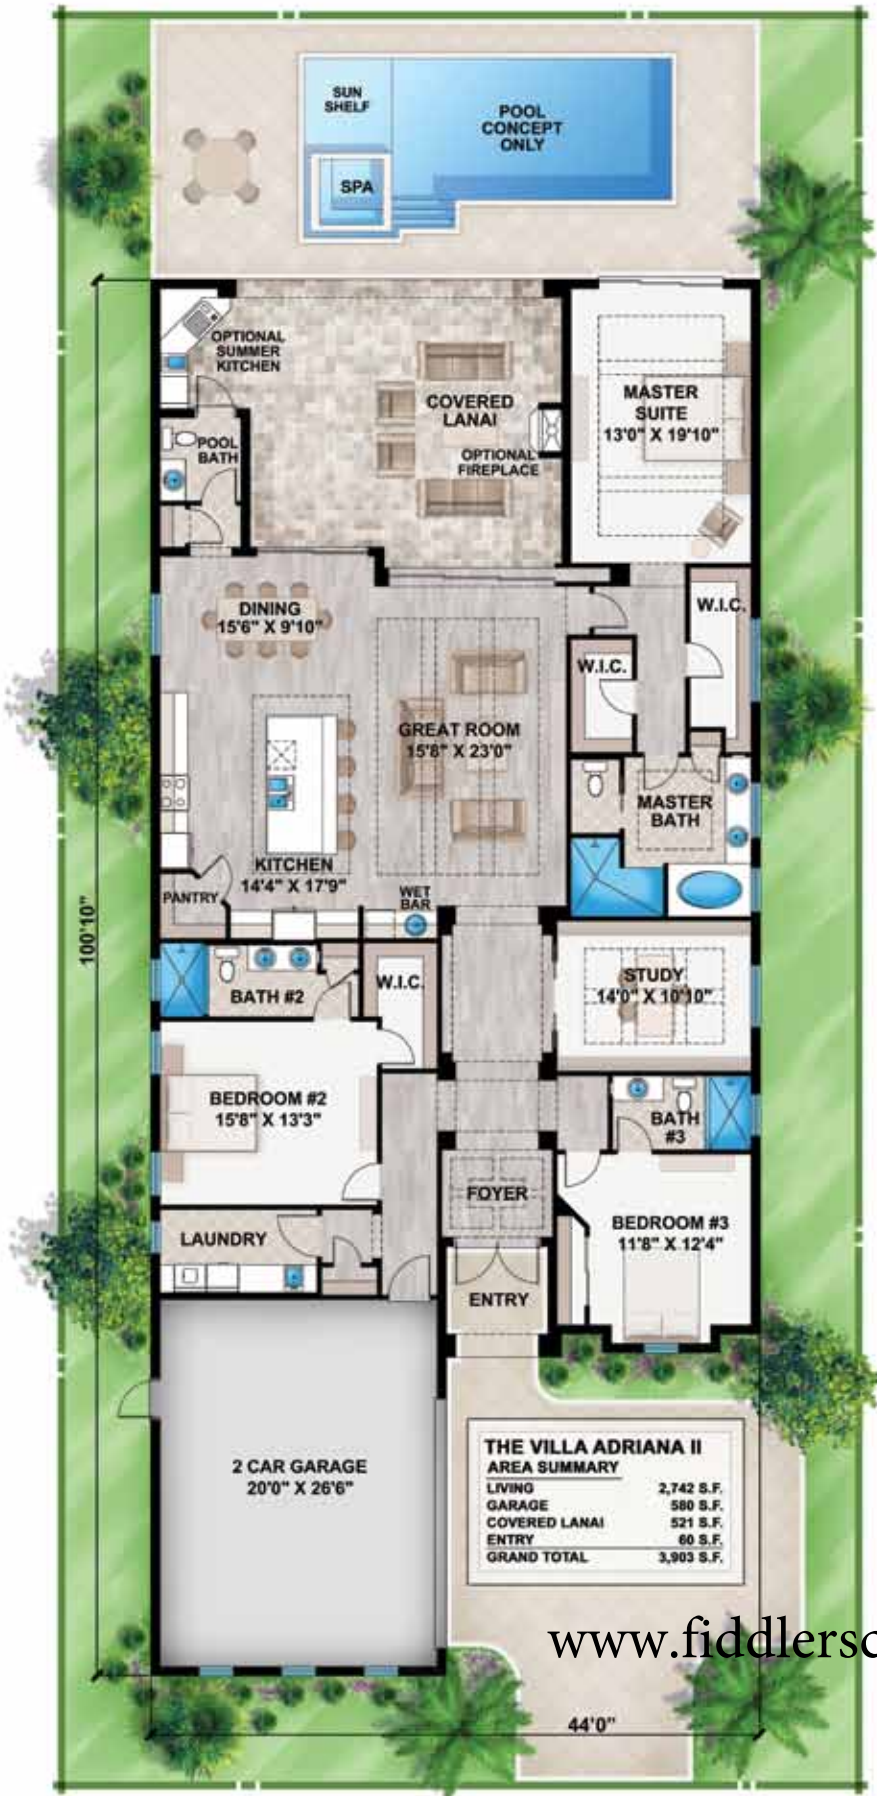 SUN
SHELF
POOL
CONCEPT
ONLY
SPA
OPTIONAL
SUMMER
KITCHEN
COVERED
LANAI
OPTIONAL
FIREPLACE
MASTER
SUITE
13'0" X 19'10"
POOL
BATH
DINING
15'6" X 9'10"
W.I.C.
W.I.C.
GREAT ROOM
15'8" X 23'0"
MASTER
BATH
KITCHEN
14'4" X 17'9"
PANTRY
WET
BAR
100'10"
BATH #2
W.I.C.
STUDY
14'0" X 10'10"
BEDROOM #2
15'8" X 13'3"
BATH
#3
FOYER
LAUNDRY
BEDROOM #3
11'8" X 12'4"
ENTRY
2 CAR GARAGE
20'0" X 26'6"
THE VILLA ADRIANA II
AREA SUMMARY
LIVING 2,742 S.F.
GARAGE 580 S.F.
COVERED LANAI 521 S.F.
ENTRY 60 S.F.
GRAND TOTAL 3,903 S.F.
www.fiddlersc
44'0"